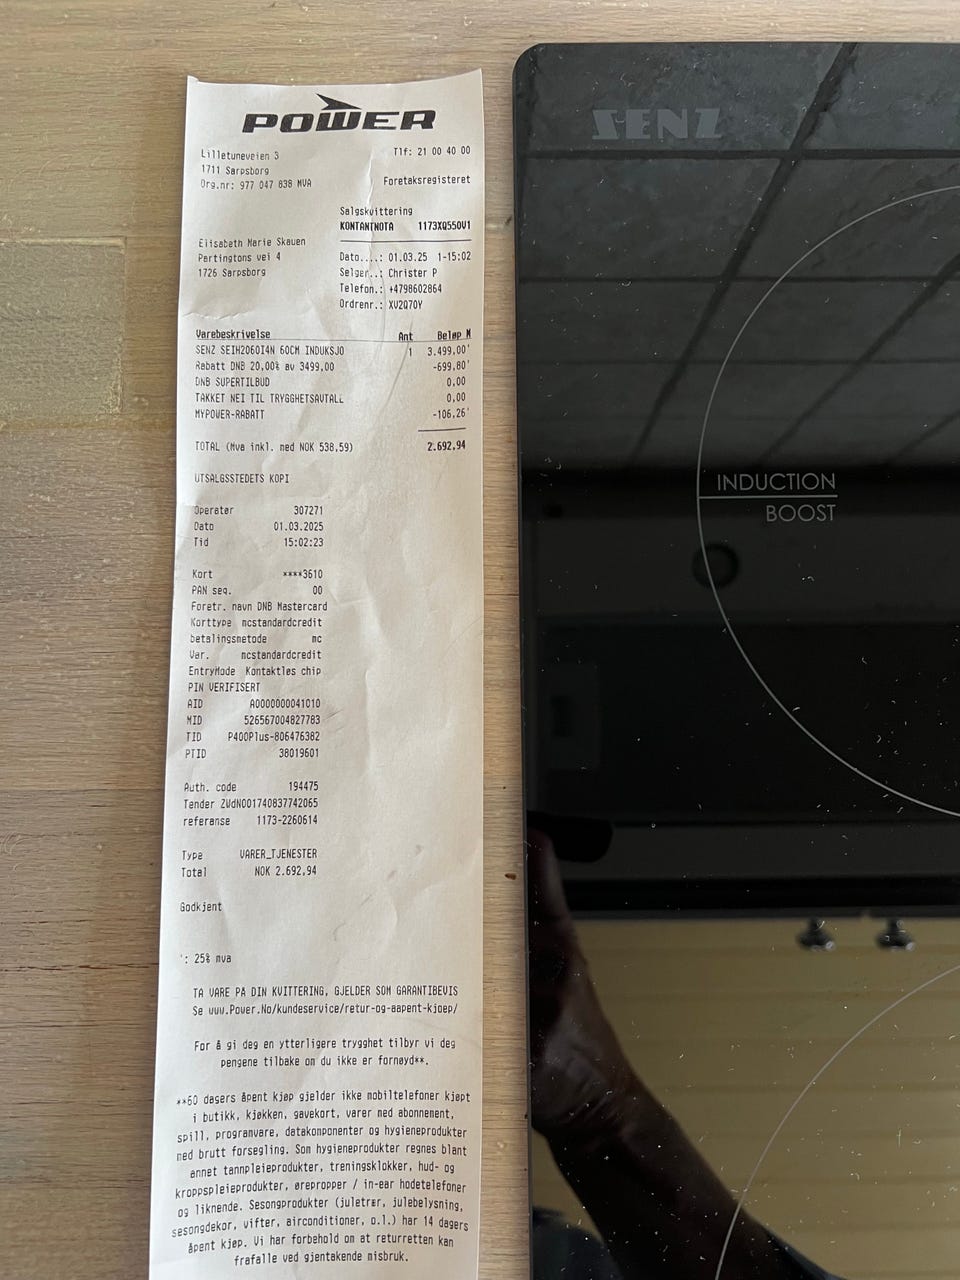 POWER
Lilletuneveien 3 Tlf: 21 00 40 00
1711 Sarpsborg
Org.nr: 977 047 838 MVA Foretaksregisteret
Salgskvittering
KONTANTNOTA 1173XQ550V1
Elisabeth Marie Skauen
Partingtons vei 4 Dato....: 01.03.25 1-15:02
1726 Sarpsborg Selger..: Christer P
Telefon.: +4798602864
Ordrenr.: XV2Q70Y
Varebeskrivelse Ant Beløp M
SENZ SEIH2060I4N 60CM INDUKSJO 1 3.499,00'
Rabatt DNB 20,00% av 3499,00 -699,80'
DNB SUPERTILBUD 0,00
TAKKET NEI TIL TRYGGHETSAVTALE 0,00
MYPOWER-RABATT -106,26'
TOTAL (Mva inkl. med NOK 538,59) 2.692,94
UTSALGSSTEDETS KOPI
Operatør 307271
Dato 01.03.2025
Tid 15:02:23
Kort ****3610
PAN seq. 00
Foretr. navn DNB Mastercard
Korttype mcstandardcredit
betalingsmetode mc
Var. mcstandardcredit
EntryMode Kontaktløs chip
PIN VERIFISERT
AID A0000000041010
MID 526567004827783
TID P400Plus-806476382
PTID 38019601
Auth. code 194475
Tender ZWdN001740837742065
referanse 1173-2260614
Type VARER_TJENESTER
Total NOK 2.692,94
Godkjent
': 25% mva
TA VARE PÅ DIN KVITTERING, GJELDER SOM GARANTIBEVIS
Se www.Power.No/kundeservice/retur-og-aapent-kjoep/
For å gi deg en ytterligere trygghet tilbyr vi deg
pengene tilbake om du ikke er fornøyd**.
**60 dagers åpent kjøp gjelder ikke mobiltelefoner kjøpt
i butikk, kjøkken, gavekort, varer med abonnement,
spill, programvare, datakomponenter og hygieneprodukter
med brutt forsegling. Som hygieneprodukter regnes blant
annet tannpleieprodukter, treningsklokker, hud- og
kroppspleieprodukter,ørepropper / in-ear hodetelefoner
og liknende. Sesongprodukter (juletrær, julebelysning,
sesongdekor, vifter, airconditioner, o.l.) har 14 dagers
åpent kjøp. Vi har forbehold om at returretten kan
frafalle ved gjentakende misbruk.
SENZ
INDUCTION
BOOST